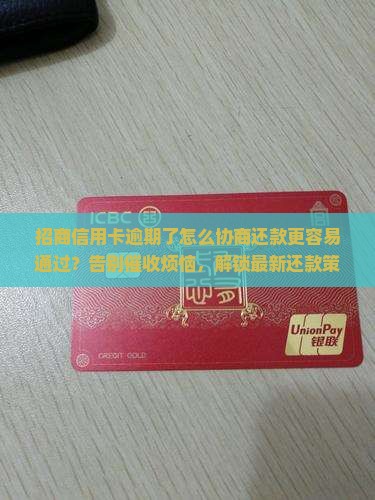 ICBC
招商信用卡逾期了怎么协商还款更容易
通过？告别催收烦恼，解锁最新还款策
UnionPay
银联
CREDIT GOLD